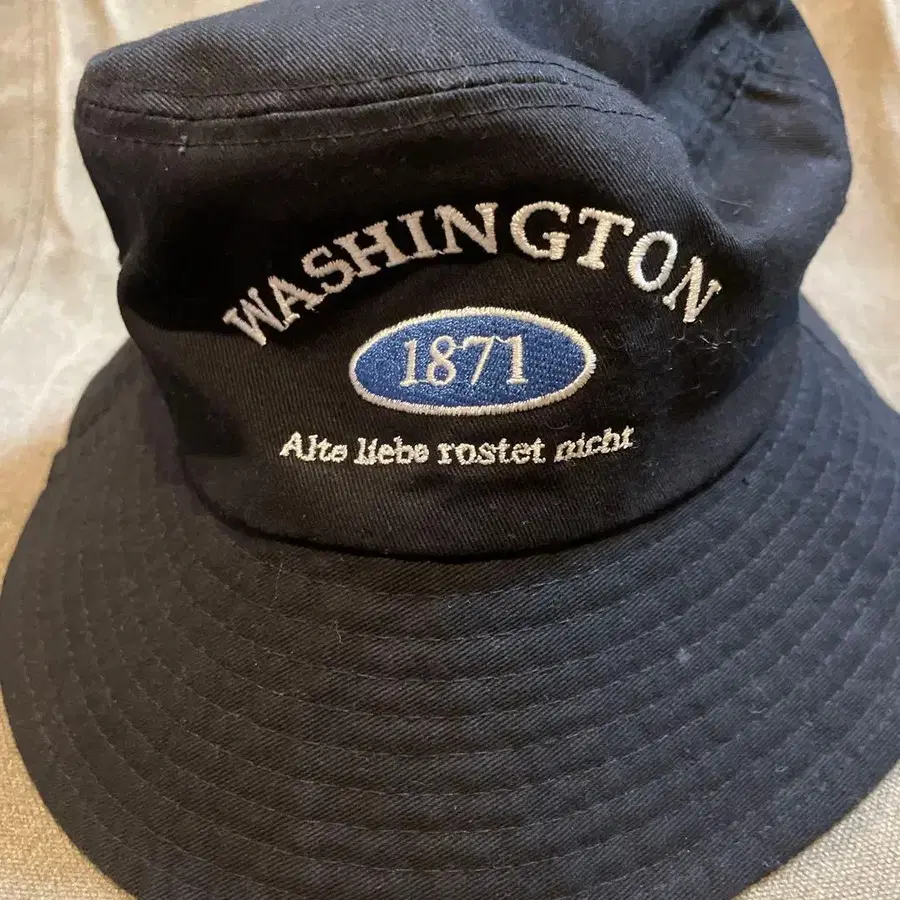 WASHINGTON
1871
Alte liebe rostet nicht